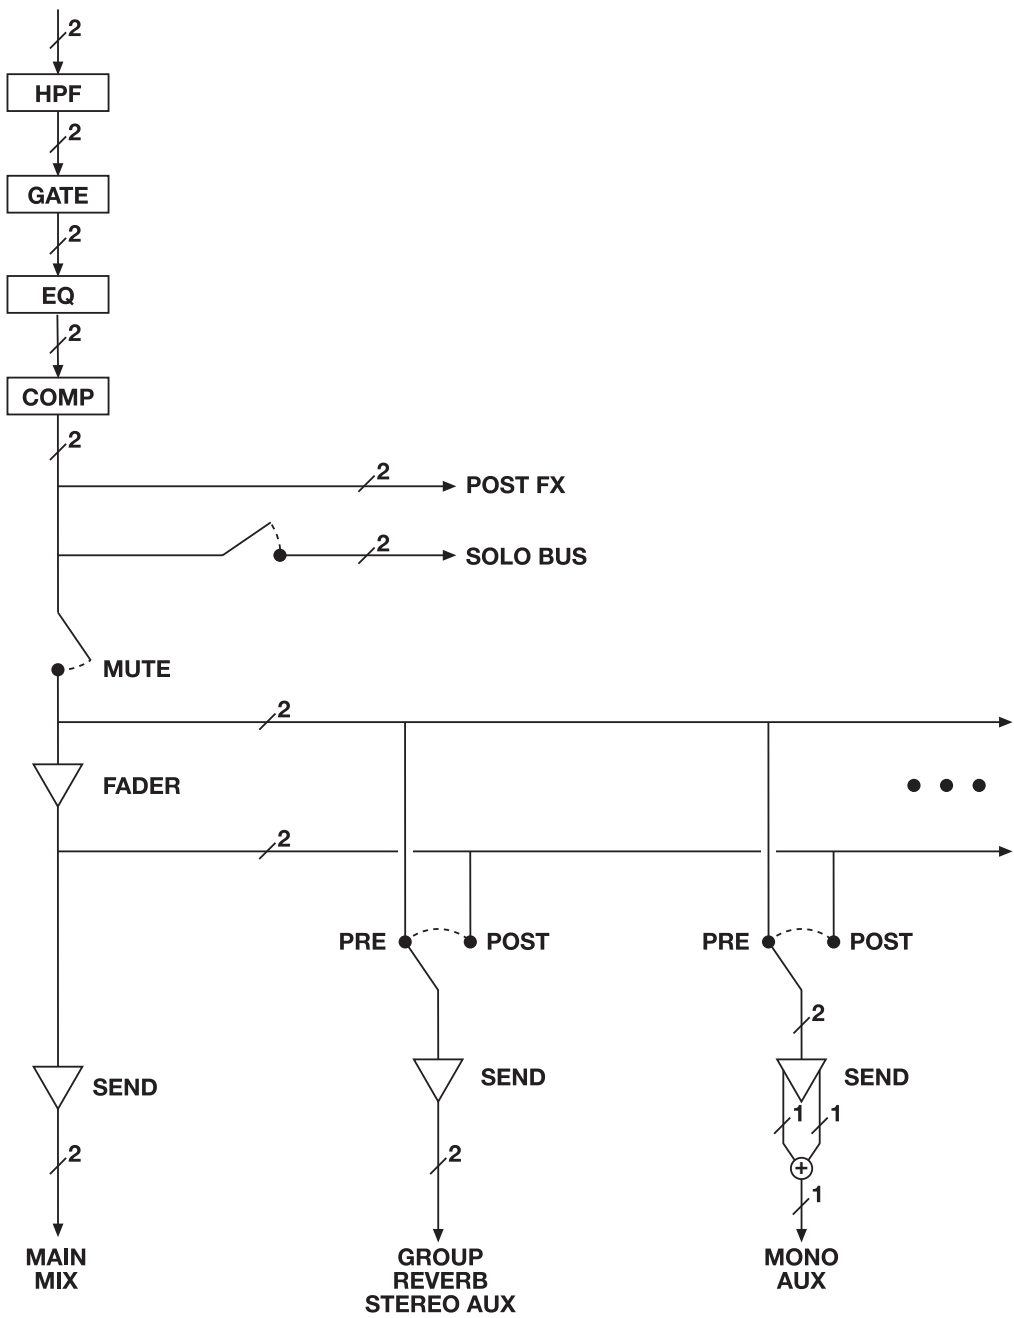 2
HPF
2
GATE
2
EQ
2
COMP
2
2
POST FX
2
SOLO BUS
MUTE
2
FADER
2
PRE
POST
PRE
POST
2
SEND
SEND
SEND
1
1
2
2
1
MAIN
MIX
GROUP
REVERB
STEREO AUX
MONO
AUX